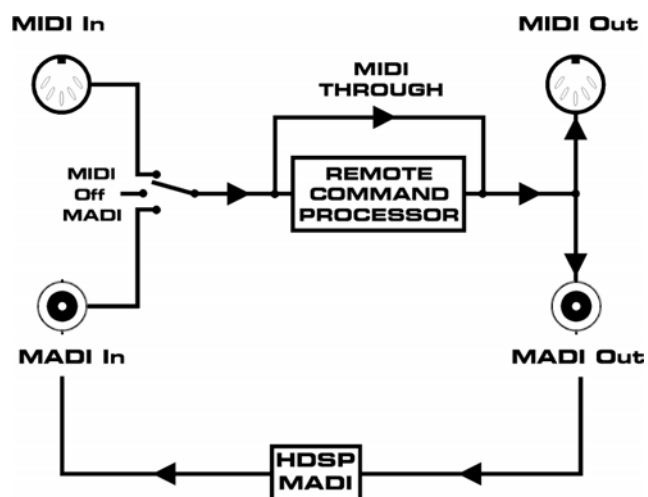 MIDI In
MIDI Out
MIDI
THROUGH
MIDI
Off
MADI
REMOTE
COMMAND
PROCESSOR
MADI In
MADI Out
HDSP
MADI